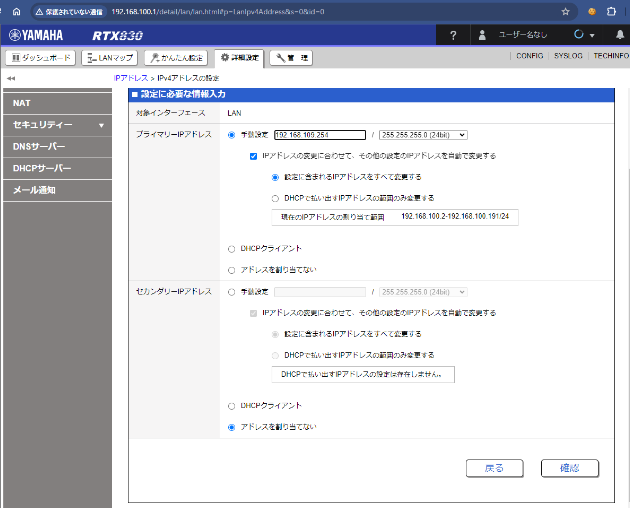 保護されていない通信 192.168.100.1/detail/lan/lan.html?p=LanIpv4Address&s=0&id=0
YAMAHA RTX830 ? ユーザー名なし
ダッシュボード LANマップ かんたん設定 詳細設定 管 理 CONFIG SYSLOG TECHINFO
IPアドレス > IPv4アドレスの設定
NAT
セキュリティー
DNSサーバー
DHCPサーバー
メール通知
設定に必要な情報入力
対象インターフェース LAN
プライマリーIPアドレス 手動設定 192.168.109.254 / 255.255.255.0 (24bit)
IPアドレスの変更に合わせて、その他の設定のIPアドレスを自動で変更する
設定に含まれるIPアドレスをすべて変更する
DHCPで払い出すIPアドレスの範囲のみ変更する
現在のIPアドレスの割り当て範囲 192.168.100.2-192.168.100.191/24
DHCPクライアント
アドレスを割り当てない
セカンダリーIPアドレス 手動設定 / 255.255.255.0 (24bit)
IPアドレスの変更に合わせて、その他の設定のIPアドレスを自動で変更する
設定に含まれるIPアドレスをすべて変更する
DHCPで払い出すIPアドレスの範囲のみ変更する
DHCPで払い出すIPアドレスの設定は存在しません。
DHCPクライアント
アドレスを割り当てない
戻る 確認